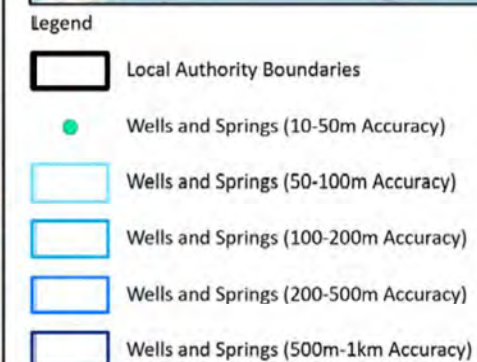 Legend
Local Authority Boundaries
Wells and Springs (10-50m Accuracy)
Wells and Springs (50-100m Accuracy)
Wells and Springs (100-200m Accuracy)
Wells and Springs (200-500m Accuracy)
Wells and Springs (500m-1km Accuracy)